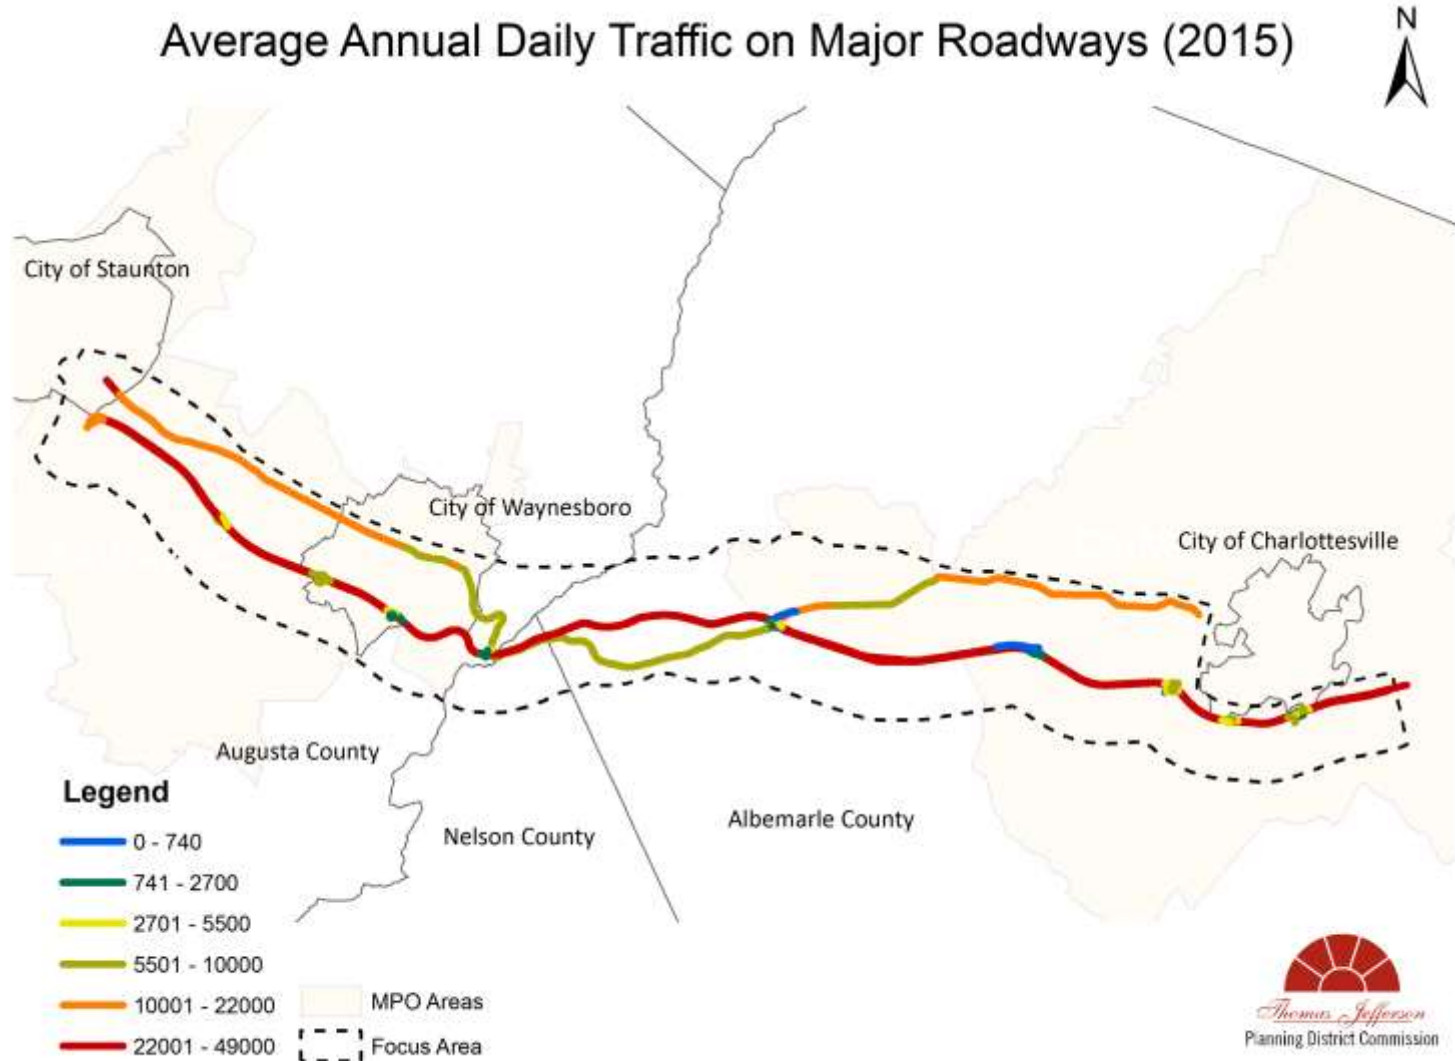 Average Annual Daily Traffic on Major Roadways (2015)
N
City of Staunton
City of Waynesboro
City of Charlottesville
Augusta County
Nelson County
Albemarle County
Legend
0 - 740
741 - 2700
2701 - 5500
5501 - 10000
10001 - 22000
22001 - 49000
MPO Areas
Focus Area
Thomas Jefferson
Planning District Commission